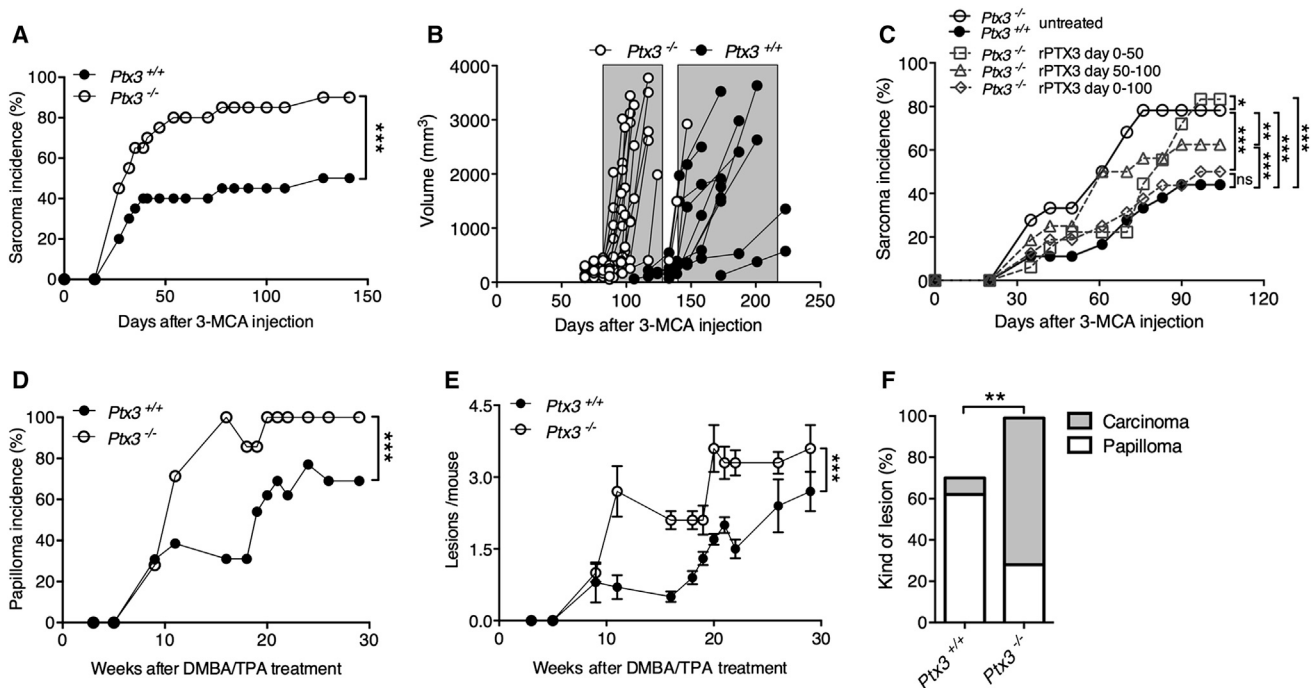 A
Ptx3 +/+
Ptx3 -/-
Sarcoma incidence (%)
100
80
60
40
20
0
0 50 100 150
Days after 3-MCA injection
***
B
Ptx3 -/- Ptx3 +/+
Volume (mm3)
4000
3000
2000
1000
0
0 50 100 150 200 250
Days after 3-MCA injection
C
Ptx3 -/- untreated
Ptx3 +/+
Ptx3 -/- rPTX3 day 0-50
Ptx3 -/- rPTX3 day 50-100
Ptx3 -/- rPTX3 day 0-100
Sarcoma incidence (%)
100
80
60
40
20
0
0 30 60 90 120
Days after 3-MCA injection
*
***
ns
**
***
***
***
D
Ptx3 +/+
Ptx3 -/-
Papilloma incidence (%)
100
80
60
40
20
0
0 10 20 30
Weeks after DMBA/TPA treatment
***
E
Ptx3 +/+
Ptx3 -/-
Lesions /mouse
4.5
3.0
1.5
0.0
0 10 20 30
Weeks after DMBA/TPA treatment
***
F
**
Carcinoma
Papilloma
Kind of lesion (%)
100
80
60
40
20
0
Ptx3 +/+
Ptx3 -/-